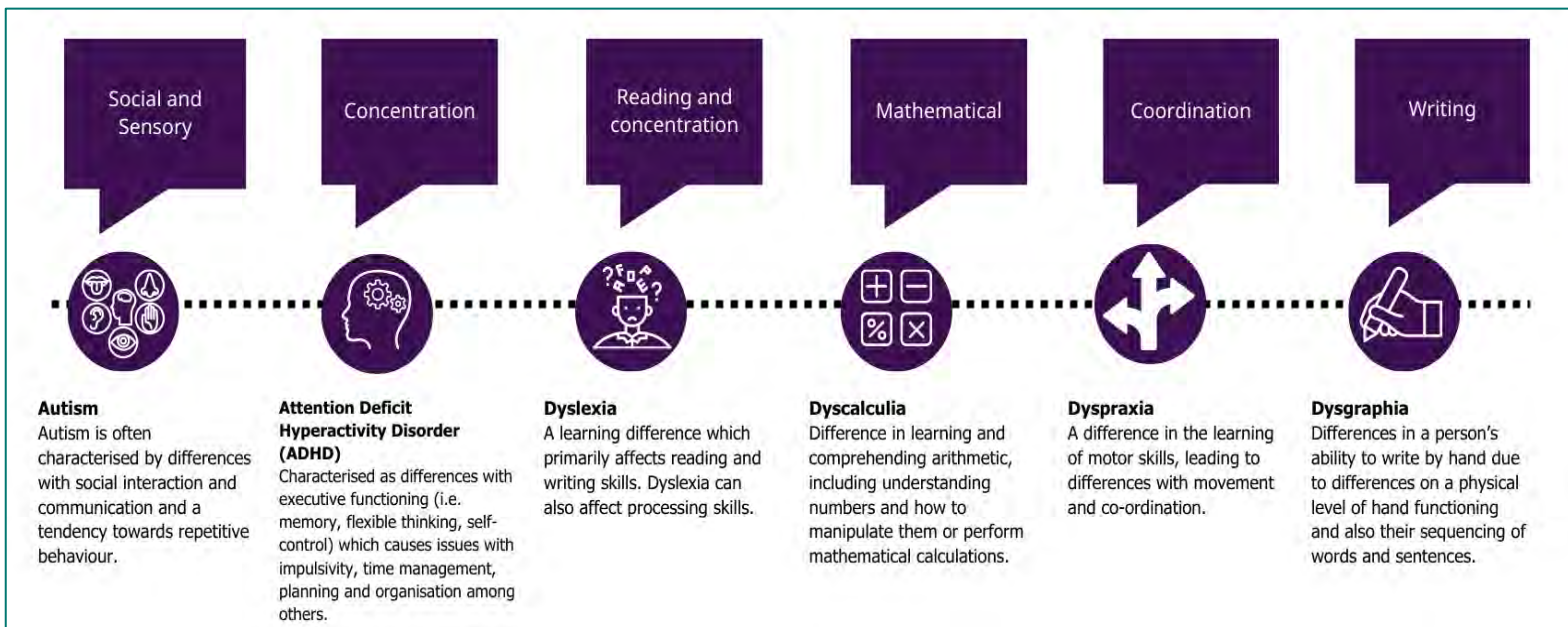 Social and
Sensory
Concentration
Reading and
concentration
Mathematical
Coordination
Writing
? F O R
A E ?
+ −
% ×
Autism
Autism is often
characterised by differences
with social interaction and
communication and a
tendency towards repetitive
behaviour.
Attention Deficit
Hyperactivity Disorder
(ADHD)
Characterised as differences with
executive functioning (i.e.
memory, flexible thinking, self-
control) which causes issues with
impulsivity, time management,
planning and organisation among
others.
Dyslexia
A learning difference which
primarily affects reading and
writing skills. Dyslexia can
also affect processing skills.
Dyscalculia
Difference in learning and
comprehending arithmetic,
including understanding
numbers and how to
manipulate them or perform
mathematical calculations.
Dyspraxia
A difference in the learning
of motor skills, leading to
differences with movement
and co-ordination.
Dysgraphia
Differences in a person's
ability to write by hand due
to differences on a physical
level of hand functioning
and also their sequencing of
words and sentences.